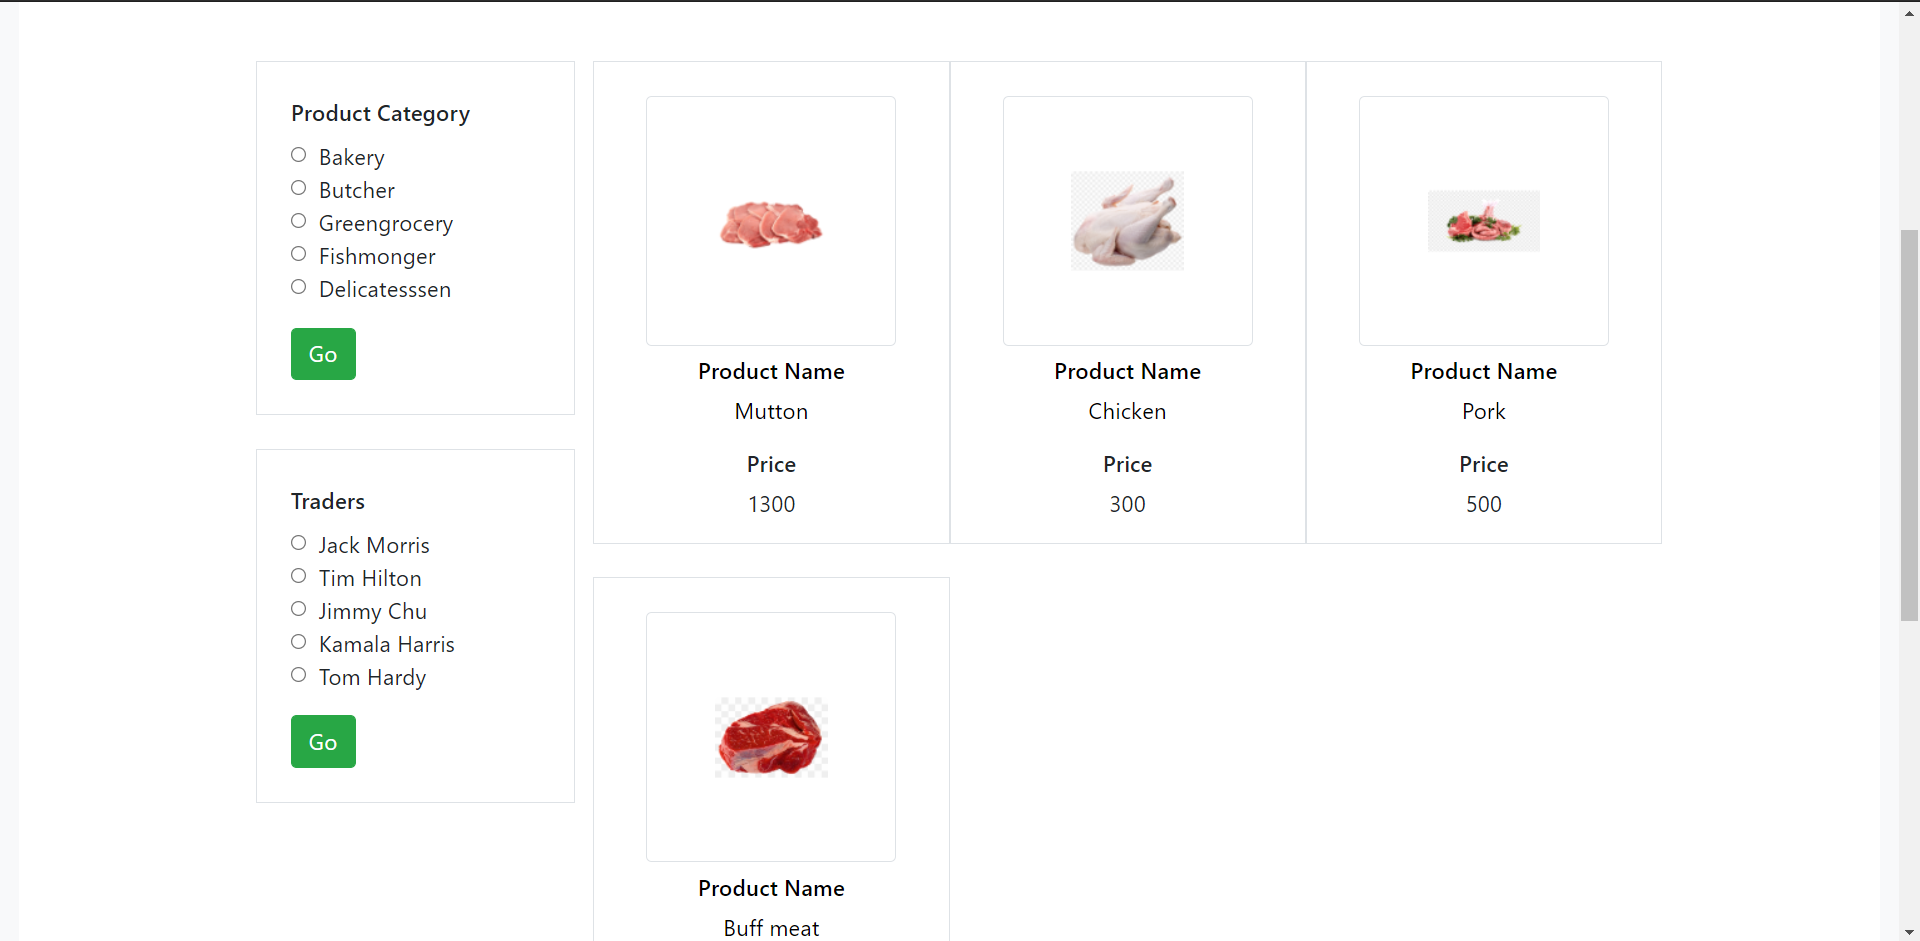 Product Category
Bakery
Butcher
Greengrocery
Fishmonger
Delicatesssen
Go
Traders
Jack Morris
Tim Hilton
Jimmy Chu
Kamala Harris
Tom Hardy
Go
Product Name
Mutton
Price
1300
Product Name
Chicken
Price
300
Product Name
Pork
Price
500
Product Name
Buff meat